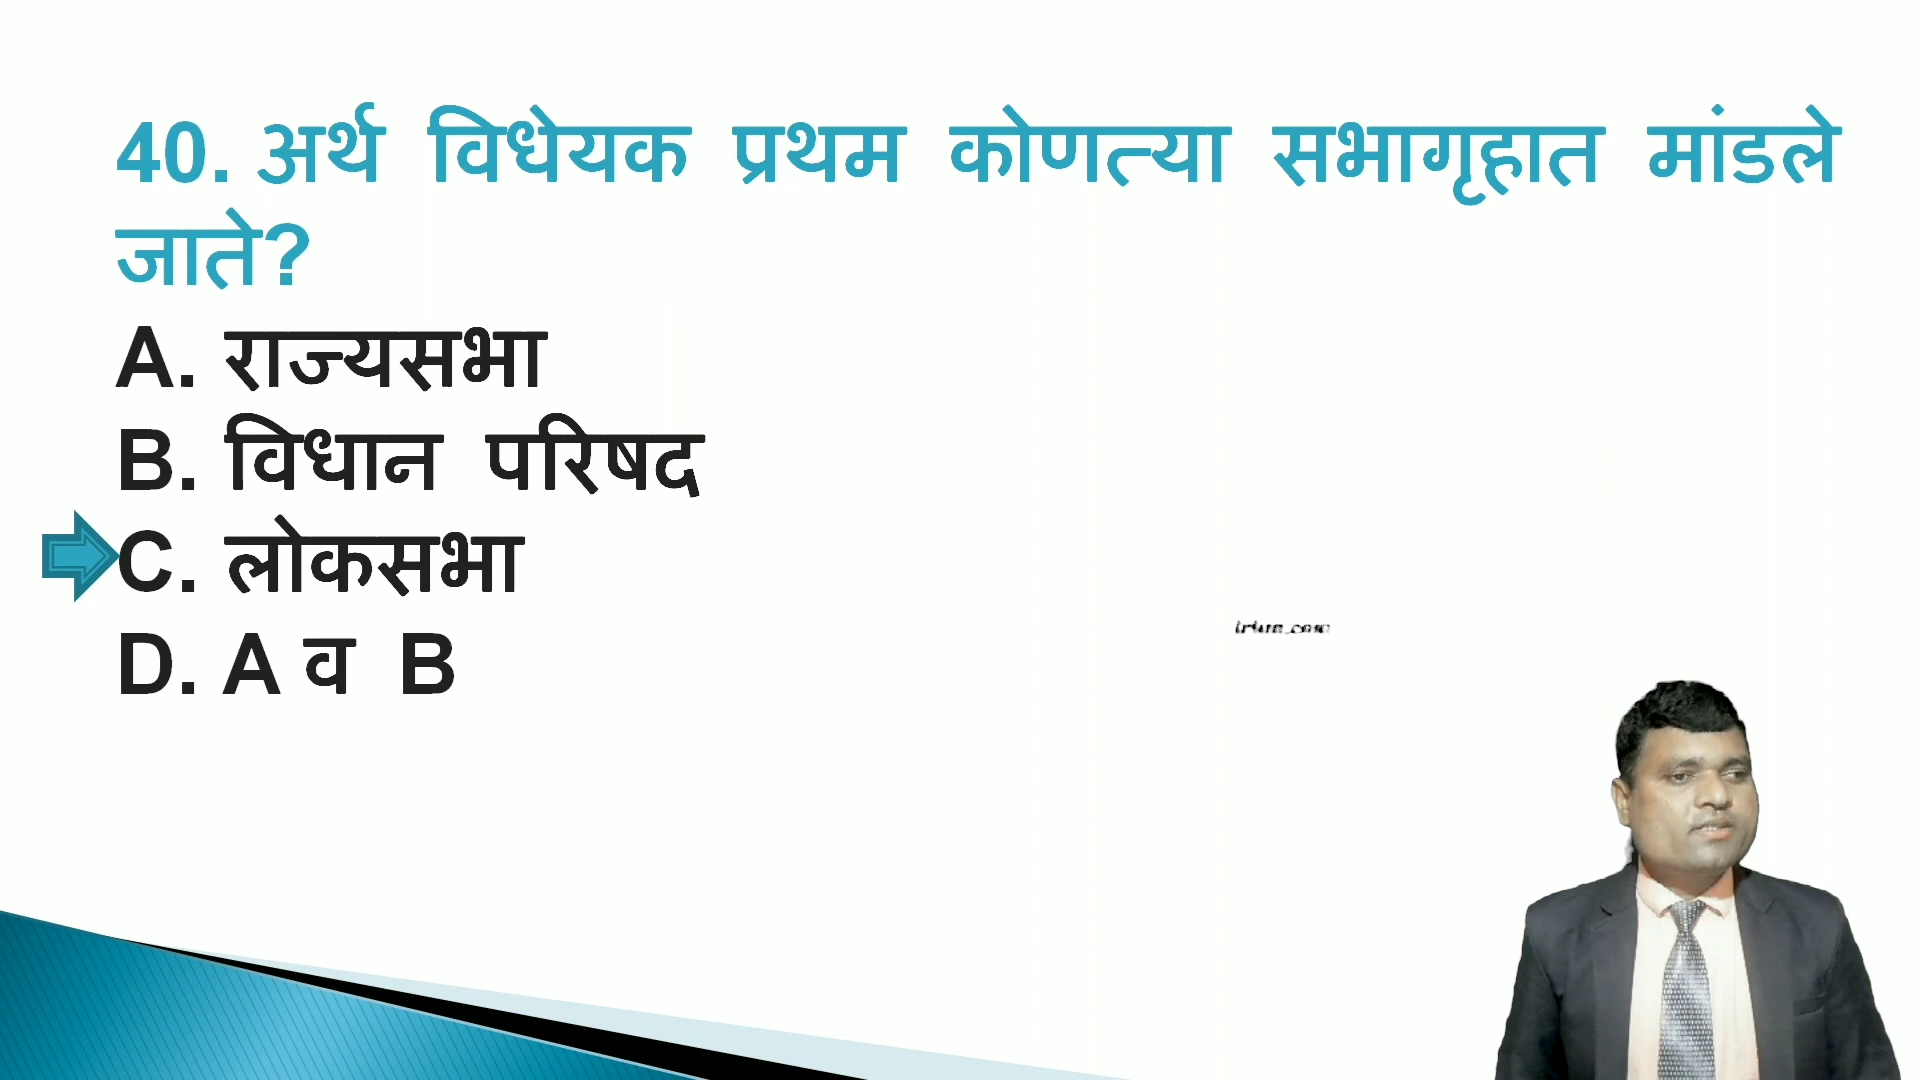 40. अर्थ विधेयक प्रथम कोणत्या सभागृहात मांडले
जाते?
A. राज्यसभा
B. विधान परिषद
C. लोकसभा
D. A व B